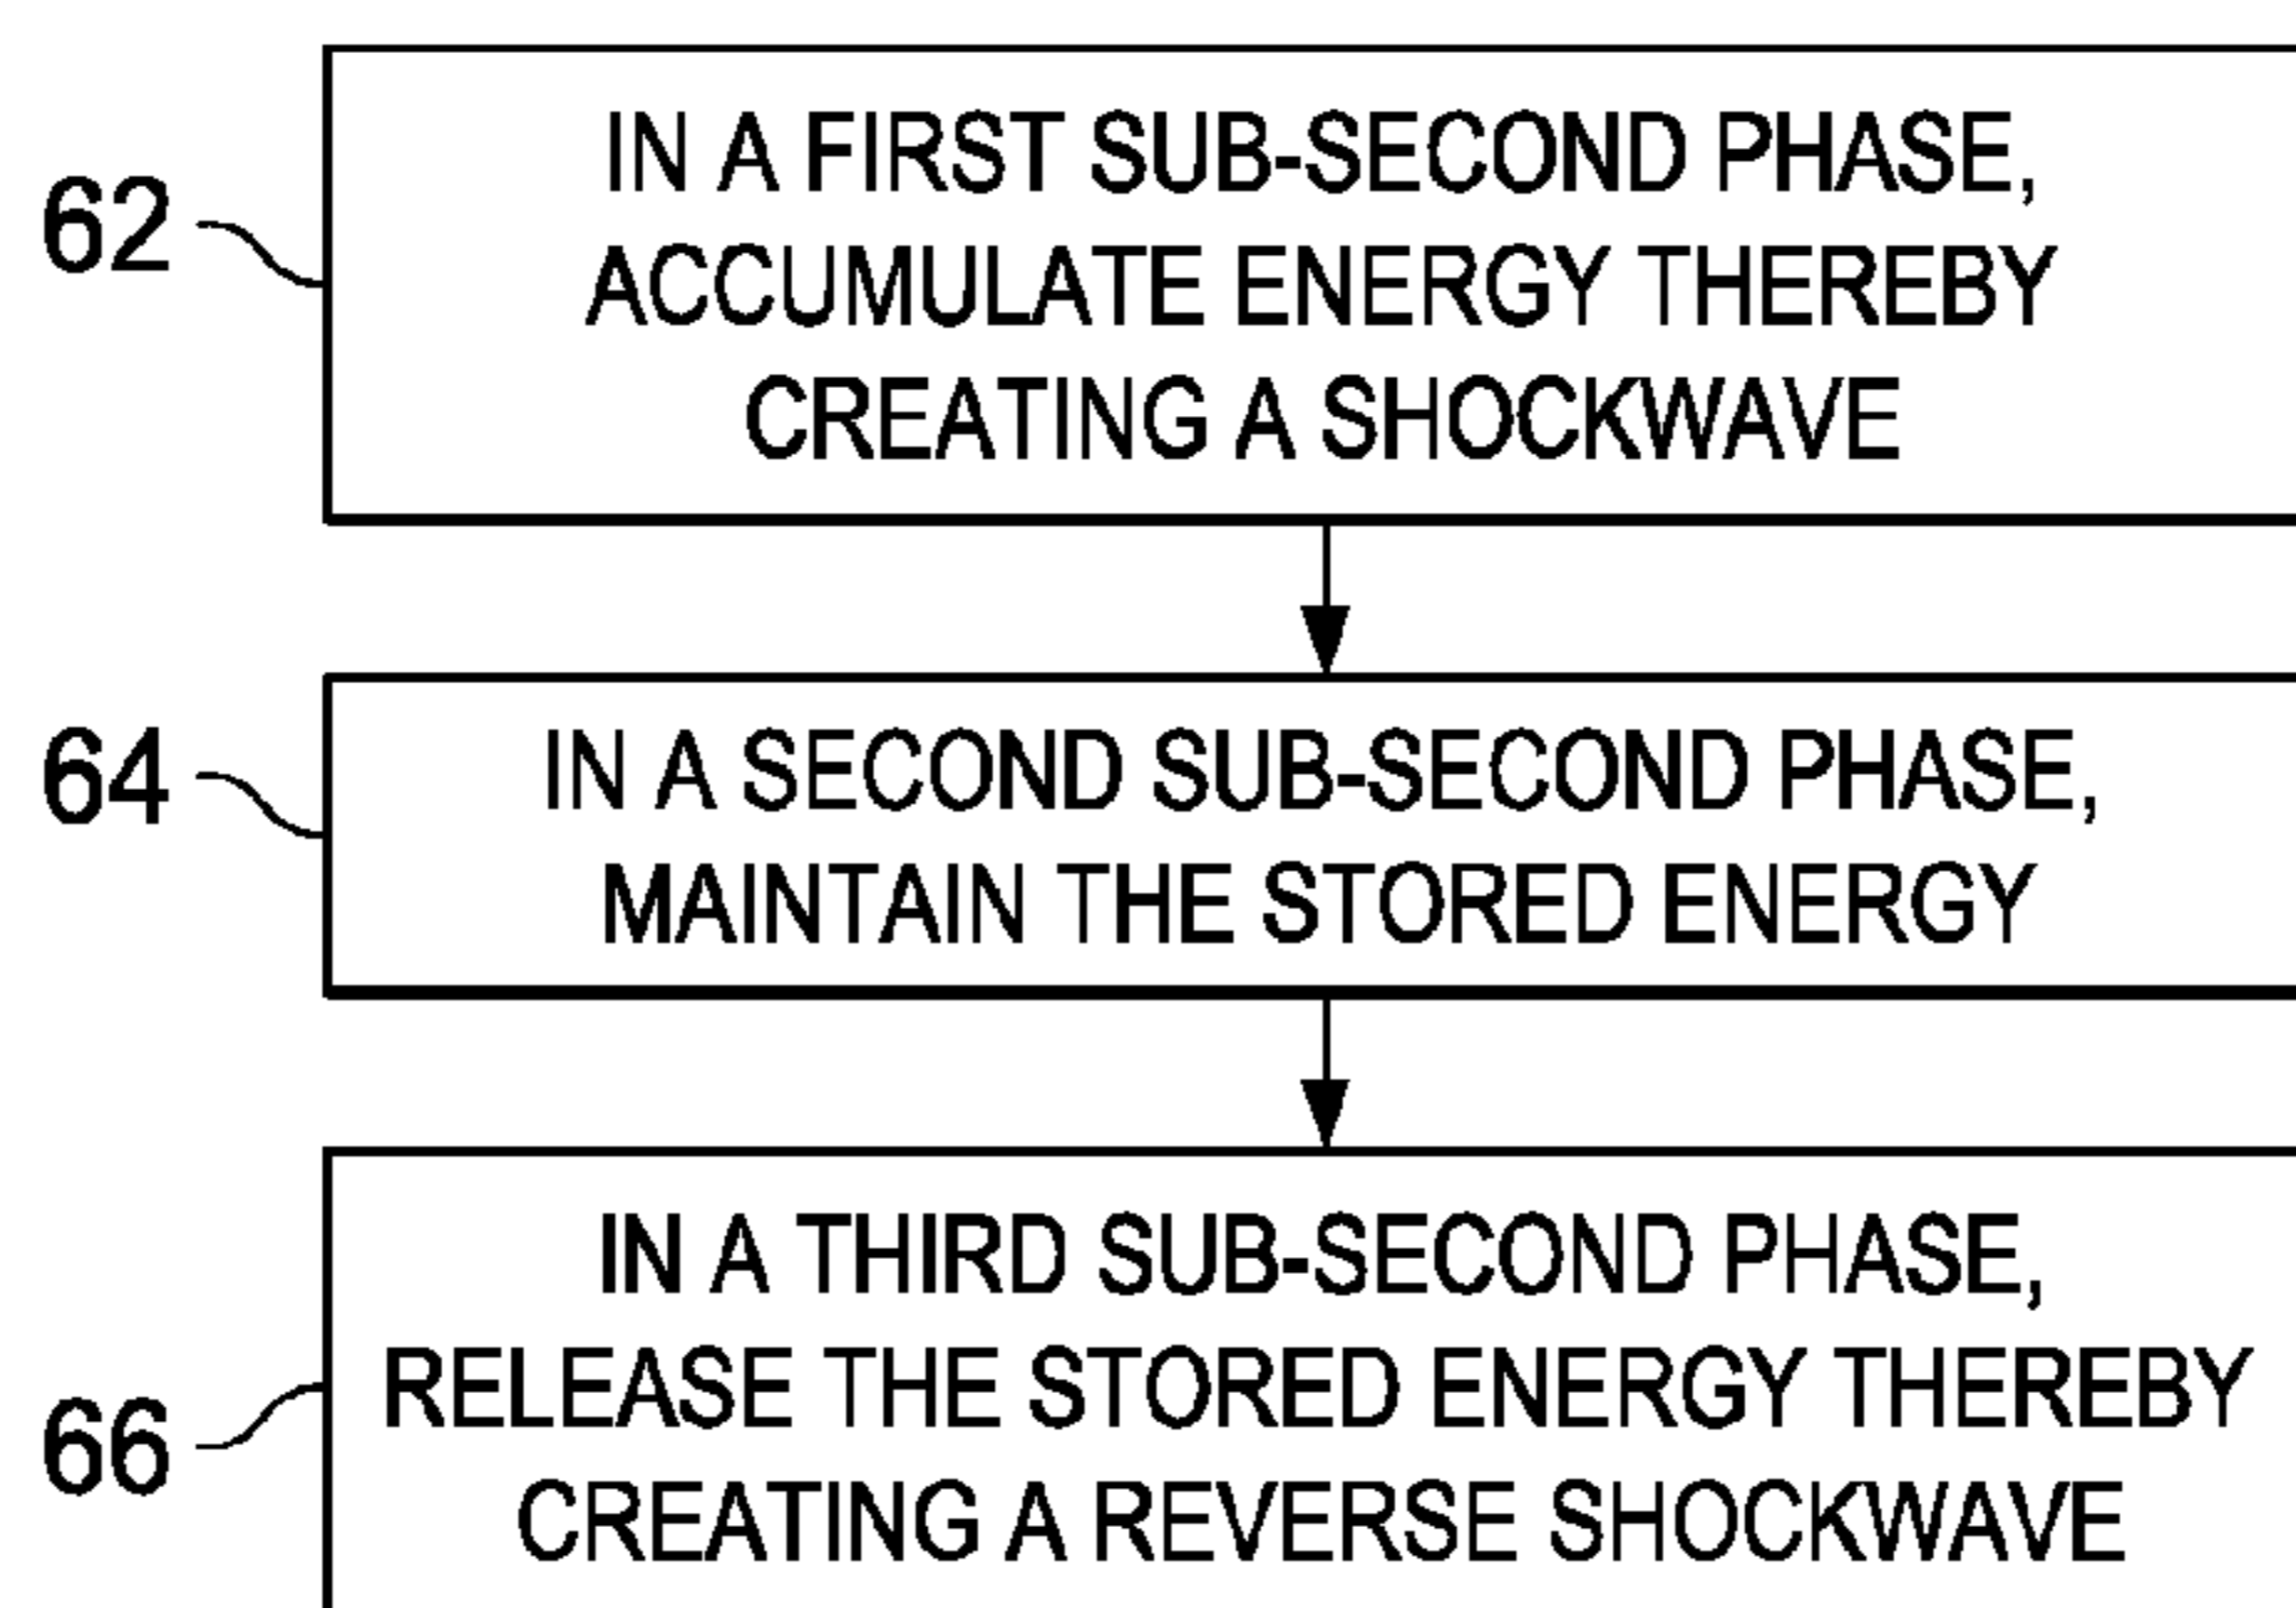 62
IN A FIRST SUB-SECOND PHASE,
ACCUMULATE ENERGY THEREBY
CREATING A SHOCKWAVE
64
IN A SECOND SUB-SECOND PHASE,
MAINTAIN THE STORED ENERGY
66
IN A THIRD SUB-SECOND PHASE,
RELEASE THE STORED ENERGY THEREBY
CREATING A REVERSE SHOCKWAVE